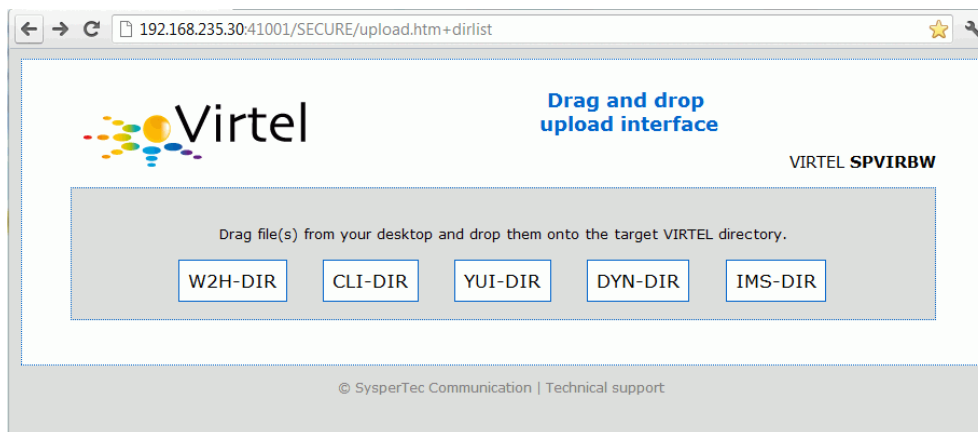 192.168.235.30:41001/SECURE/upload.htm+dirlist
Virtel
Drag and drop
upload interface
VIRTEL SPVIRBW
Drag file(s) from your desktop and drop them onto the target VIRTEL directory.
W2H-DIR CLI-DIR YUI-DIR DYN-DIR IMS-DIR
© SysperTec Communication | Technical support